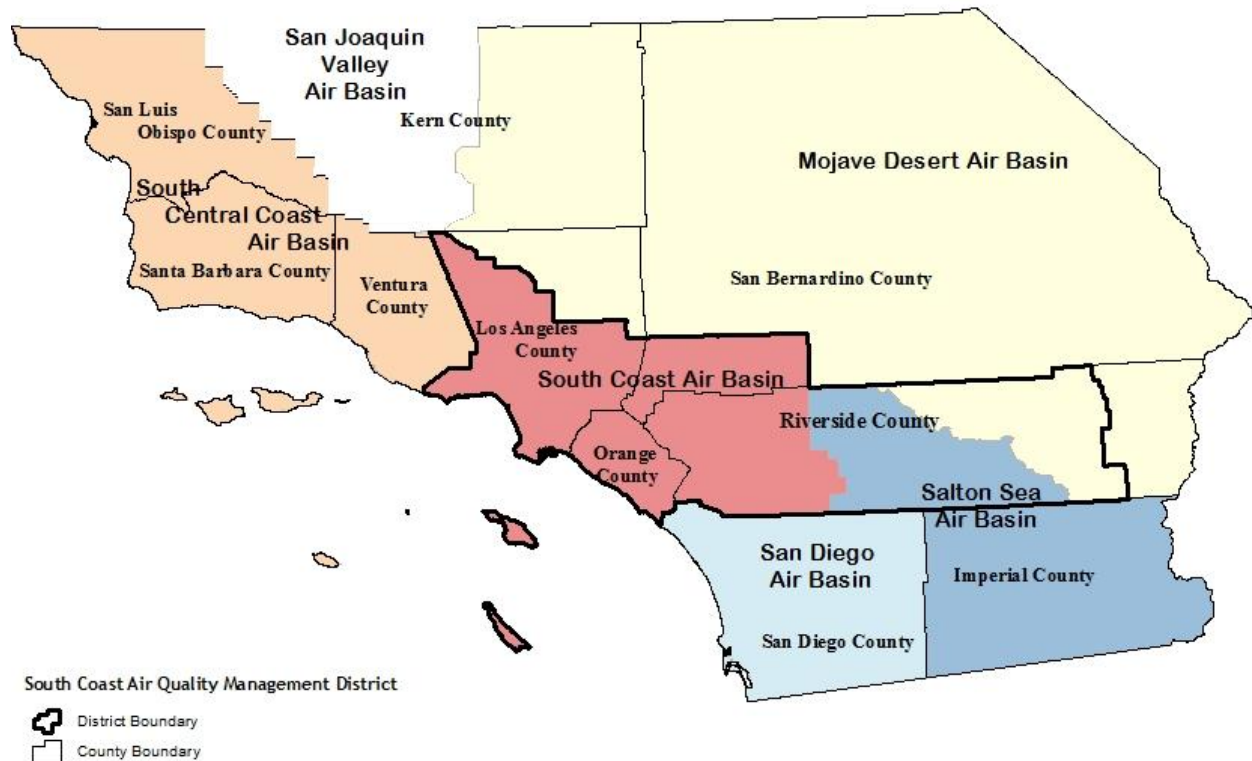 San Joaquin
Valley
Air Basin
San Luis
Obispo County
Kern County
Mojave Desert Air Basin
South
Central Coast
Air Basin
Santa Barbara County
Ventura
County
San Bernardino County
Los Angeles
County
South Coast Air Basin
Riverside County
Orange
County
Salton Sea
Air Basin
San Diego
Air Basin
Imperial County
San Diego County
South Coast Air Quality Management District
District Boundary
County Boundary